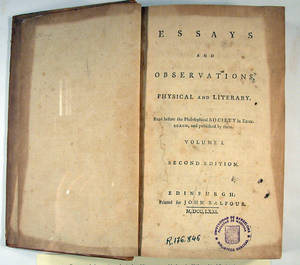 ESSAYS
AND
OBSERVATIONS,
PHYSICAL AND LITERARY.
Read before the Philosophical SOCIETY in EDIN-
BURGH, and published by them.
VOLUME I.
SECOND EDITION.
EDINBURGH:
Printed for JOHN BALFOUR.
M,DCC,LXXI.
R.176.846